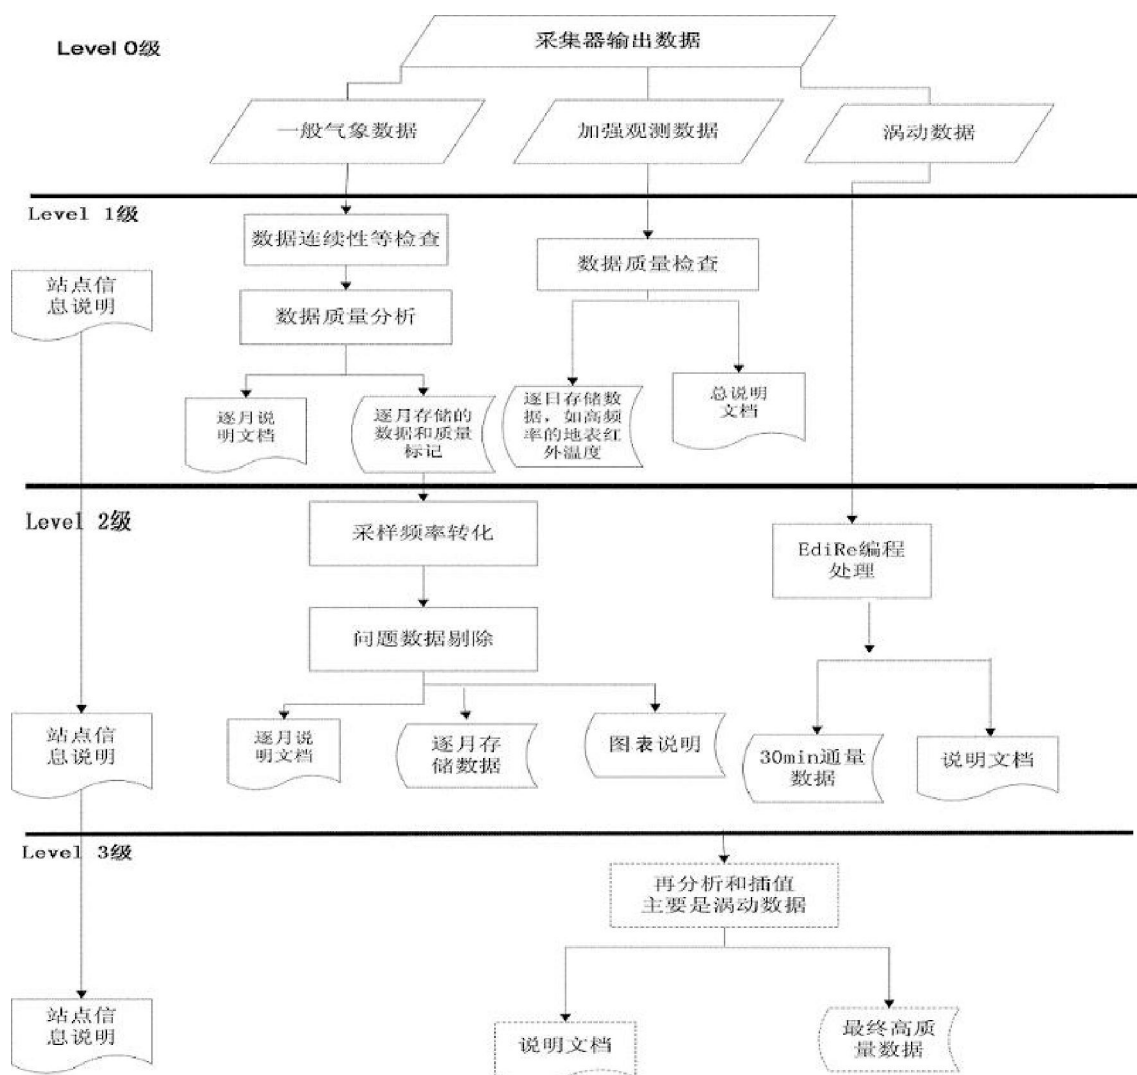 Level 0级
采集器输出数据
一般气象数据
加强观测数据
涡动数据
Level 1级
数据连续性等检查
数据质量检查
站点信
息说明
数据质量分析
逐月说
明文档
逐月存储的
数据和质量
标记
逐日存储数
据，如高频
率的地表红
外温度
总说明
文档
Level 2级
采样频率转化
EdiRe编程
处理
问题数据剔除
站点信
息说明
逐月说
明文档
逐月存
储数据
图表说明
30min通量
数据
说明文档
Level 3级
再分析和插值
主要是涡动数据
站点信
息说明
说明文档
最终高质
量数据